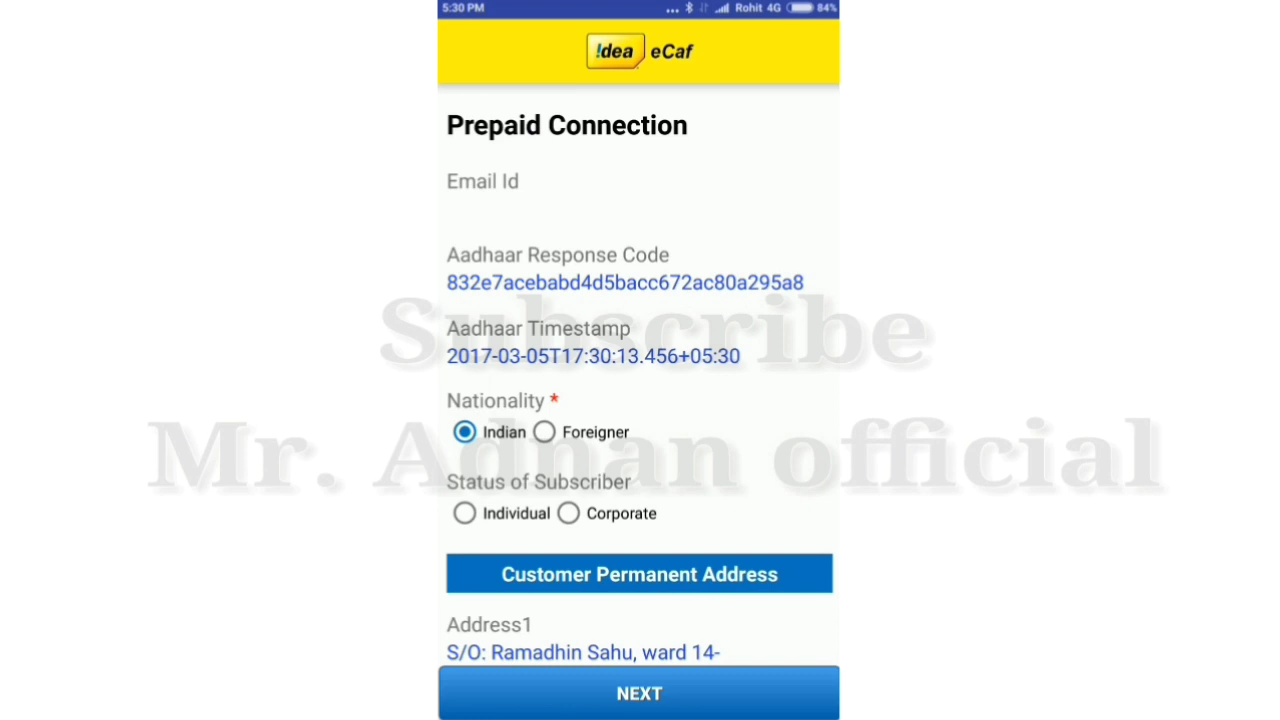 5:30 PM ... Rohit 4G 84%
!dea eCaf
Prepaid Connection
Email Id
Aadhaar Response Code
832e7acebabd4d5bacc672ac80a295a8
Aadhaar Timestamp
2017-03-05T17:30:13.456+05:30
Subscribe
Nationality *
Indian Foreigner
Mr. Adnan official
Status of Subscriber
Individual Corporate
Customer Permanent Address
Address1
S/O: Ramadhin Sahu, ward 14-
NEXT